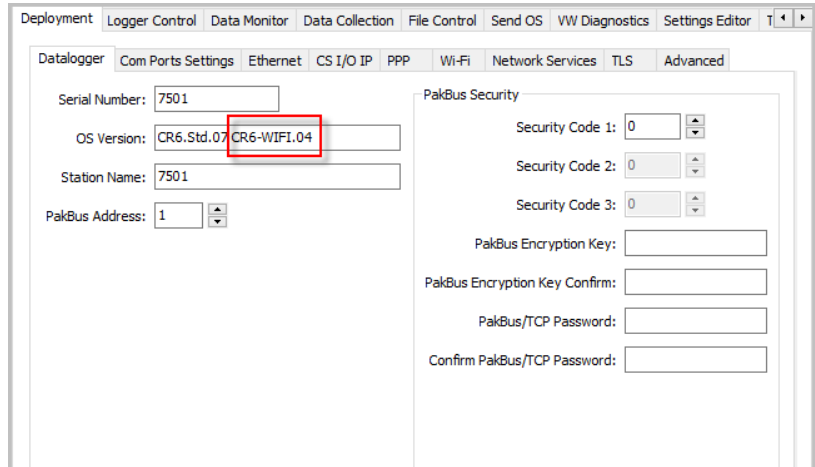 Deployment Logger Control Data Monitor Data Collection File Control Send OS VW Diagnostics Settings Editor T
Datalogger Com Ports Settings Ethernet CS I/O IP PPP Wi-Fi Network Services TLS Advanced
Serial Number: 7501
OS Version: CR6.Std.07 CR6-WIFI.04
Station Name: 7501
PakBus Address: 1
PakBus Security
Security Code 1: 0
Security Code 2: 0
Security Code 3: 0
PakBus Encryption Key:
PakBus Encryption Key Confirm:
PakBus/TCP Password:
Confirm PakBus/TCP Password: